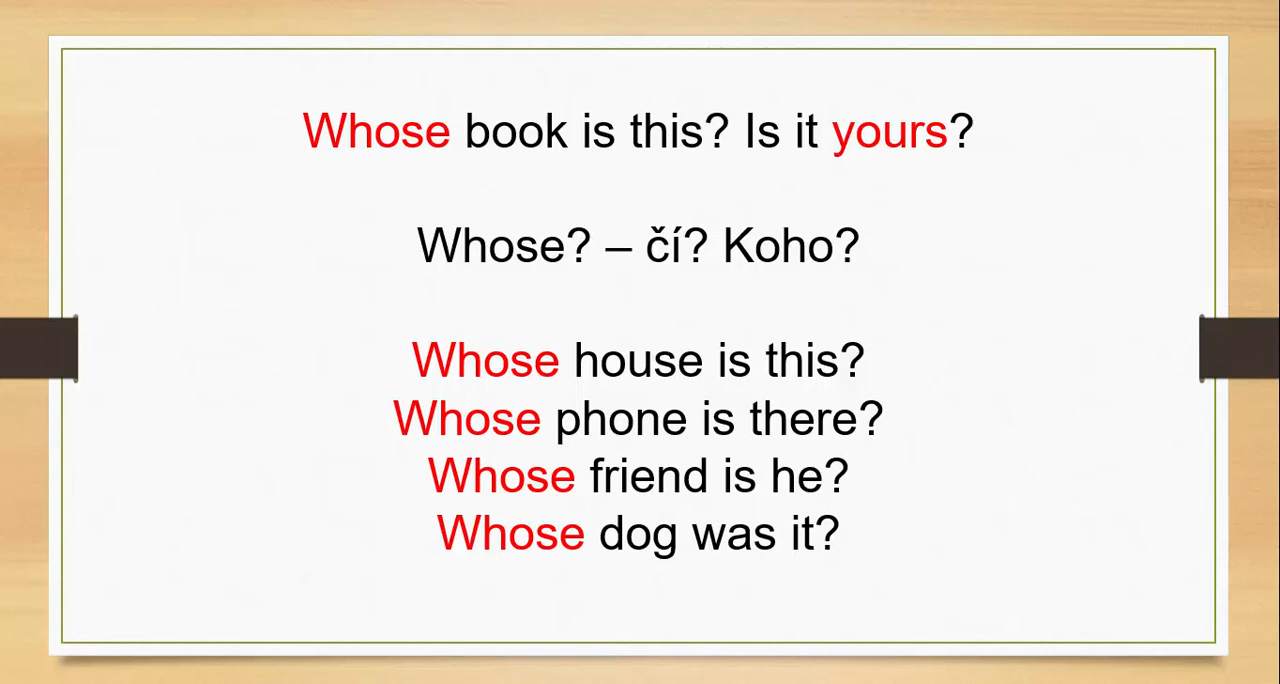 Whose book is this? Is it yours?
Whose? – čí? Koho?
Whose house is this?
Whose phone is there?
Whose friend is he?
Whose dog was it?